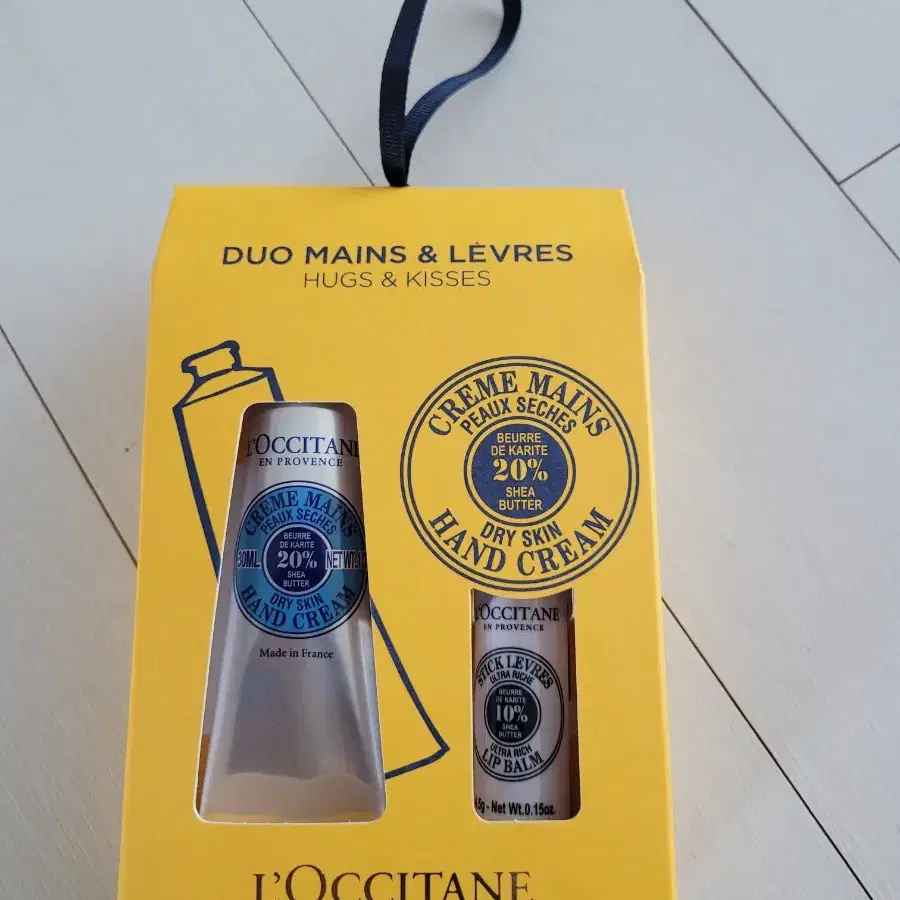 DUO MAINS & LÈVRES
HUGS & KISSES
CREME MAINS
PEAUX SECHES
BEURRE
DE KARITE
20%
SHEA
BUTTER
DRY SKIN
HAND CREAM
L'OCCITANE
EN PROVENCE
CREME MAINS
PEAUX SECHES
BEURRE
DE KARITE
30ML 20% NET WT.
SHEA
BUTTER
DRY SKIN
HAND CREAM
Made in France
L'OCCITANE
EN PROVENCE
STICK LEVRES
ULTRA RICHE
BEURRE
DE KARITE
10%
SHEA
BUTTER
ULTRA RICH
LIP BALM
- Net Wt.0.15oz.
L'OCCITANE